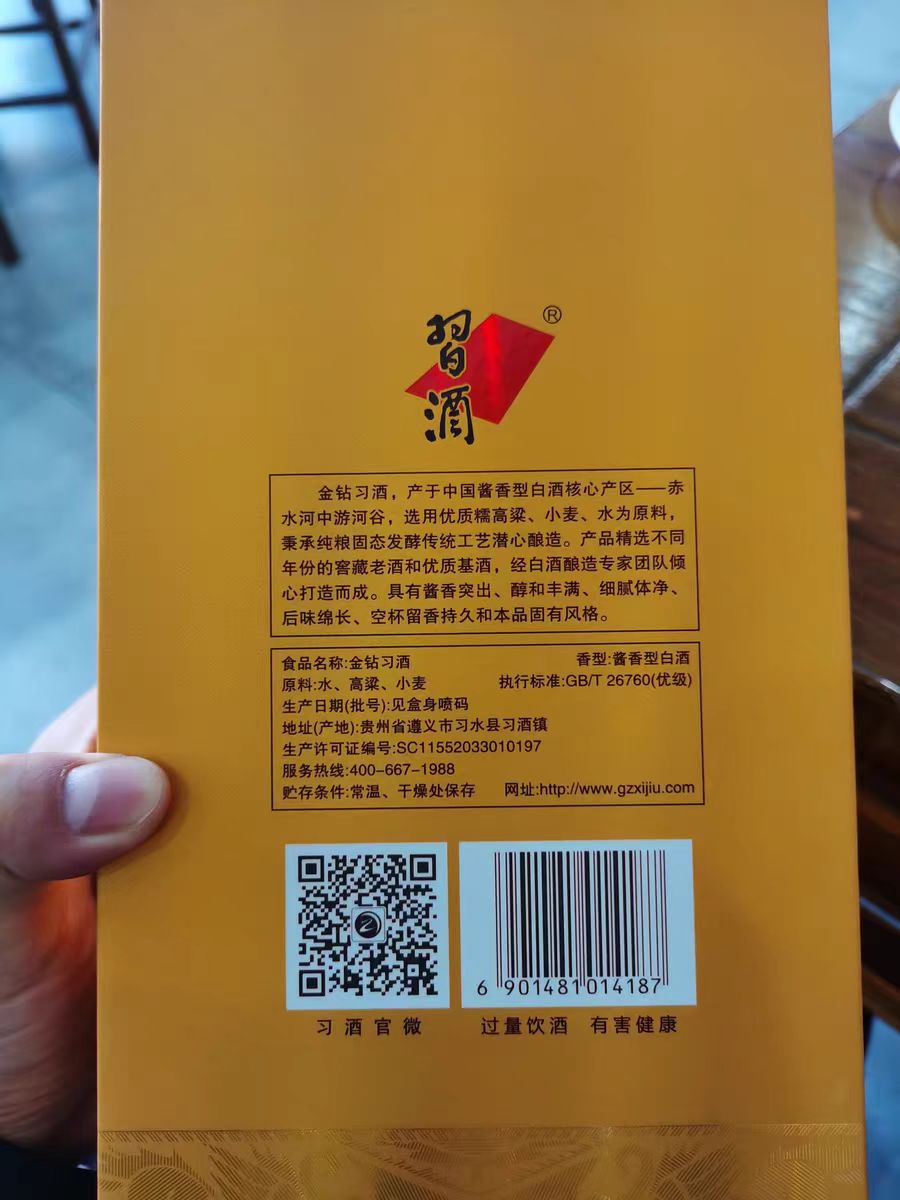 習酒
®
金钻习酒，产于中国酱香型白酒核心产区——赤
水河中游河谷，选用优质糯高粱、小麦、水为原料，
秉承纯粮固态发酵传统工艺潜心酿造。产品精选不同
年份的窖藏老酒和优质基酒，经白酒酿造专家团队倾
心打造而成。具有酱香突出、醇和丰满、细腻体净、
后味绵长、空杯留香持久和本品固有风格。
食品名称:金钻习酒 香型:酱香型白酒
原料:水、高粱、小麦 执行标准:GB/T 26760(优级)
生产日期(批号):见盒身喷码
地址(产地):贵州省遵义市习水县习酒镇
生产许可证编号:SC11552033010197
服务热线:400-667-1988
贮存条件:常温、干燥处保存 网址:http://www.gzxijiu.com
6 901481 014187
习酒官微 过量饮酒 有害健康